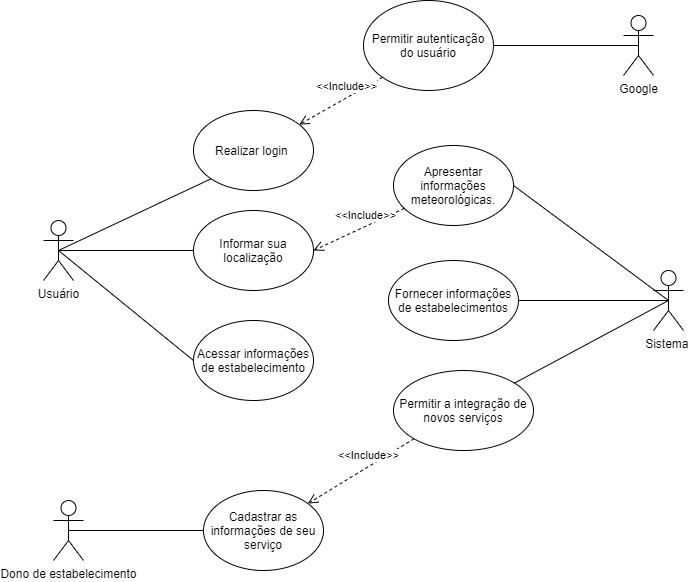 Permitir autenticação
do usuário
Google
<<Include>>
Realizar login
Apresentar
informações
meteorológicas.
<<Include>>
Informar sua
localização
Usuário
Fornecer informações
de estabelecimentos
Sistema
Acessar informações
de estabelecimento
Permitir a integração de
novos serviços
<<Include>>
Cadastrar as
informações de seu
serviço
Dono de estabelecimento